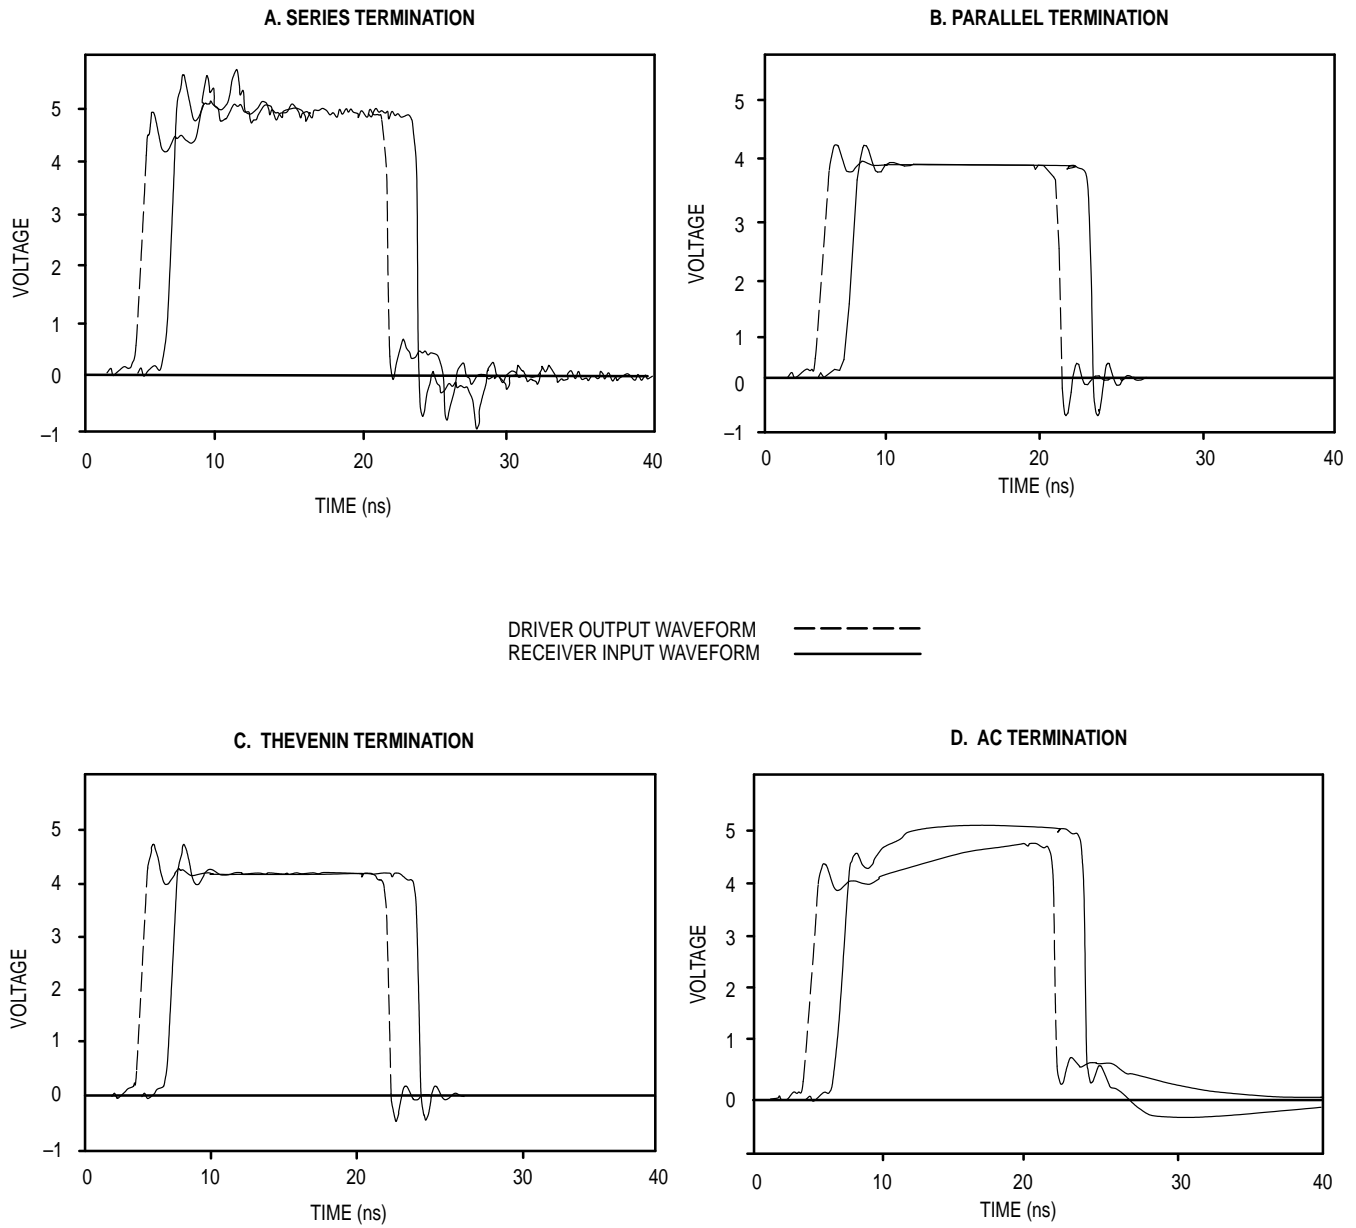 A. SERIES TERMINATION
5
4
3
2
1
0
–1
VOLTAGE
0 10 20 30 40
TIME (ns)
B. PARALLEL TERMINATION
5
4
3
2
1
0
–1
VOLTAGE
0 10 20 30 40
TIME (ns)
DRIVER OUTPUT WAVEFORM
RECEIVER INPUT WAVEFORM
C. THEVENIN TERMINATION
5
4
3
2
1
0
–1
VOLTAGE
0 10 20 30 40
TIME (ns)
D. AC TERMINATION
5
4
3
2
1
0
VOLTAGE
0 10 20 30 40
TIME (ns)